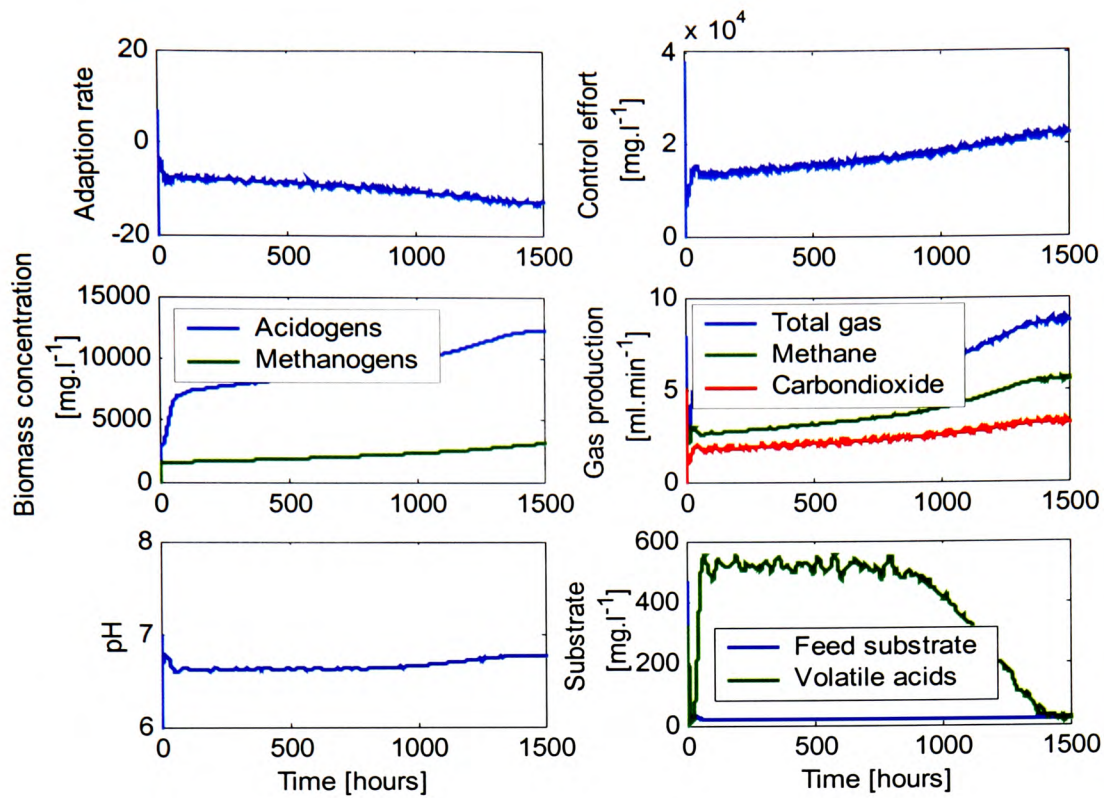 Adaption rate
20
0
-20
0 500 1000 1500
Control effort
[mg.l-1]
x 10^4
4
2
0
0 500 1000 1500
Biomass concentration
[mg.l-1]
15000
10000
5000
0
Acidogens
Methanogens
0 500 1000 1500
Gas production
[ml.min-1]
10
5
0
Total gas
Methane
Carbondioxide
0 500 1000 1500
pH
8
7
6
0 500 1000 1500
Time [hours]
Substrate
[mg.l-1]
600
400
200
0
Feed substrate
Volatile acids
0 500 1000 1500
Time [hours]